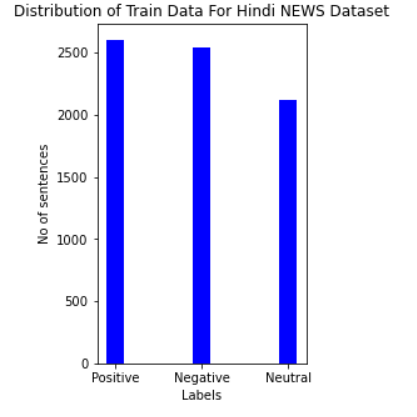 Distribution of Train Data For Hindi NEWS Dataset
No of sentences
2500
2000
1500
1000
500
0
Positive Negative Neutral
Labels